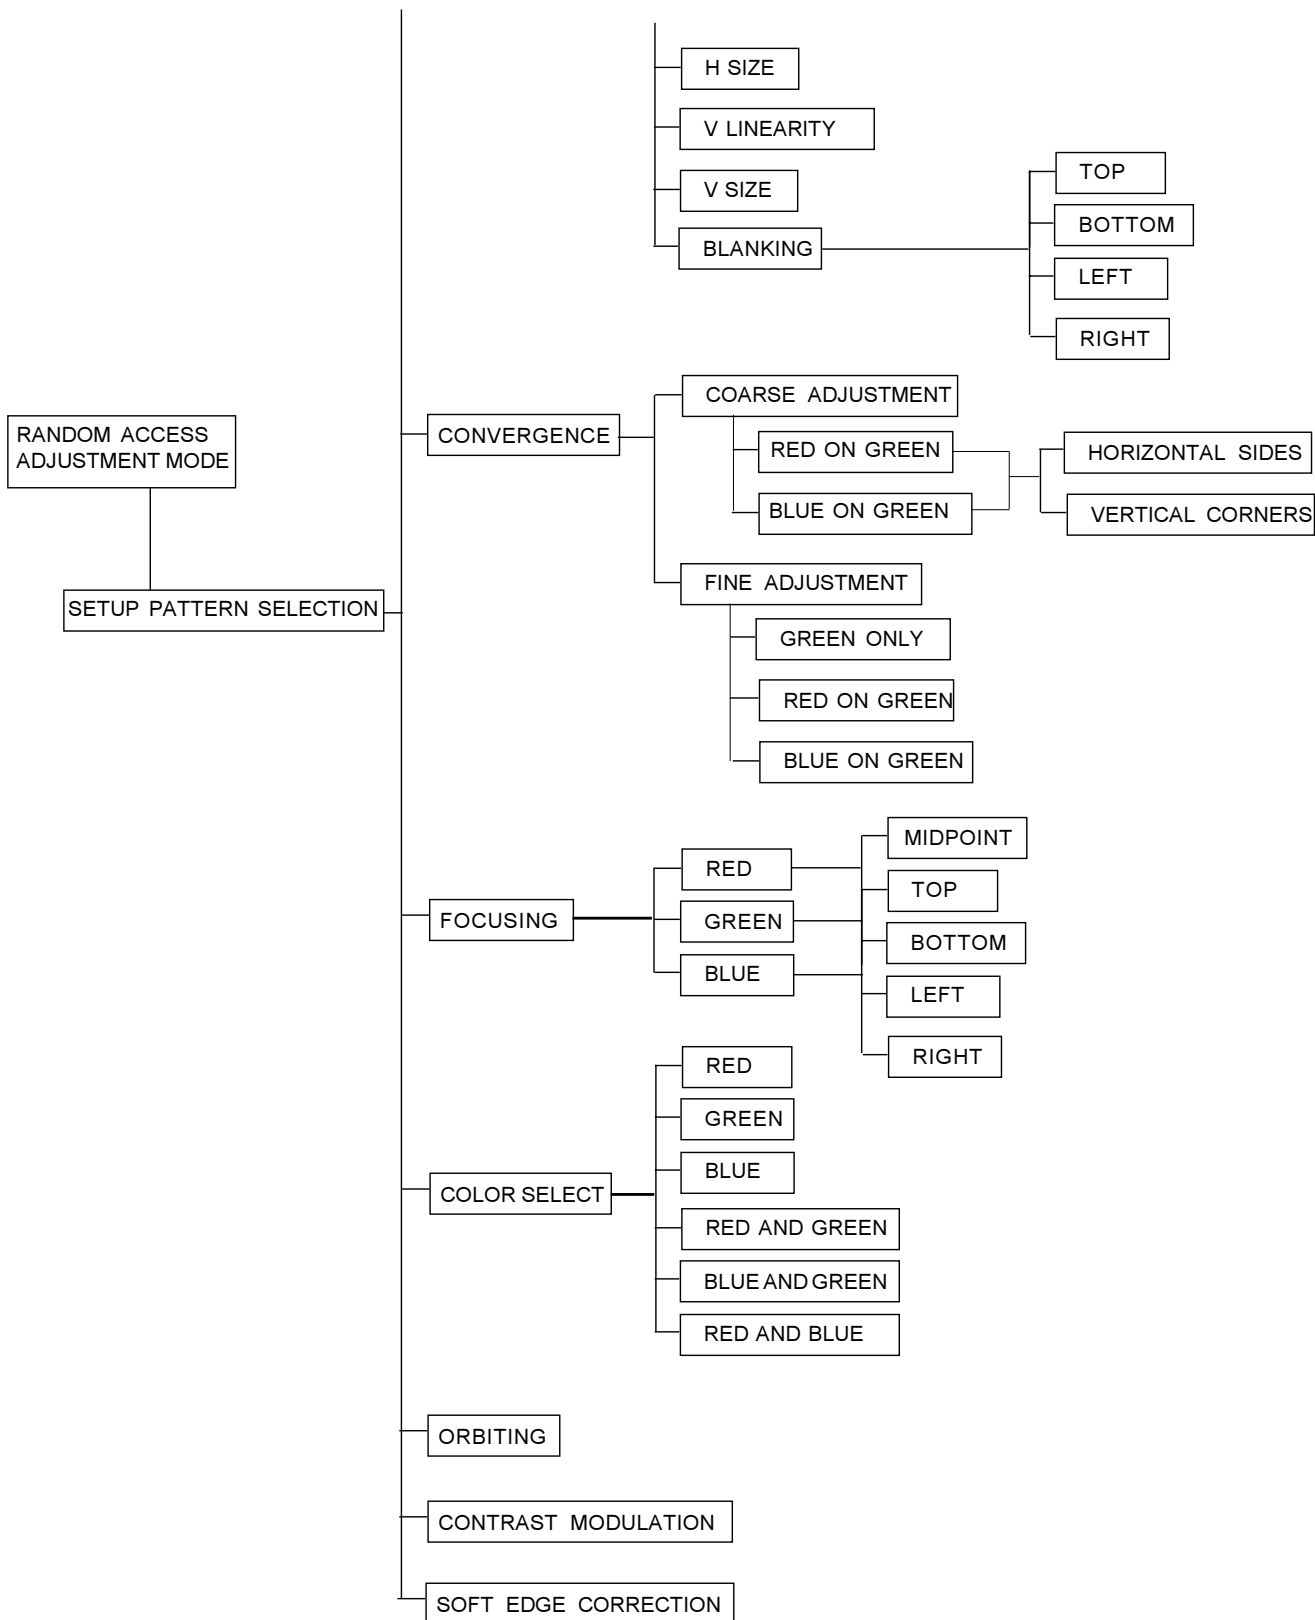 H SIZE
V LINEARITY
V SIZE
BLANKING
TOP
BOTTOM
LEFT
RIGHT
RANDOM ACCESS
ADJUSTMENT MODE
SETUP PATTERN SELECTION
CONVERGENCE
COARSE ADJUSTMENT
RED ON GREEN
BLUE ON GREEN
HORIZONTAL SIDES
VERTICAL CORNERS
FINE ADJUSTMENT
GREEN ONLY
RED ON GREEN
BLUE ON GREEN
FOCUSING
RED
GREEN
BLUE
MIDPOINT
TOP
BOTTOM
LEFT
RIGHT
COLOR SELECT
RED
GREEN
BLUE
RED AND GREEN
BLUE AND GREEN
RED AND BLUE
ORBITING
CONTRAST MODULATION
SOFT EDGE CORRECTION